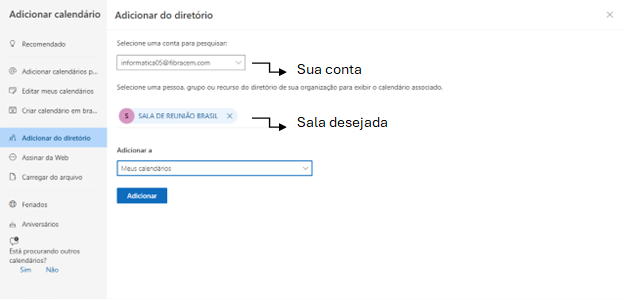 Adicionar calendário
Recomendado
Adicionar calendários p...
Editar meus calendários
Criar calendário em bra...
Adicionar do diretório
Assinar da Web
Carregar do arquivo
Feriados
Aniversários
Está procurando outros
calendários?
Sim Não
Adicionar do diretório
Selecione uma conta para pesquisar:
informatica05@fibracem.com
Sua conta
Selecione uma pessoa, grupo ou recurso do diretório de sua organização para exibir o calendário associado.
S SALA DE REUNIÃO BRASIL
Sala desejada
Adicionar a
Meus calendários
Adicionar